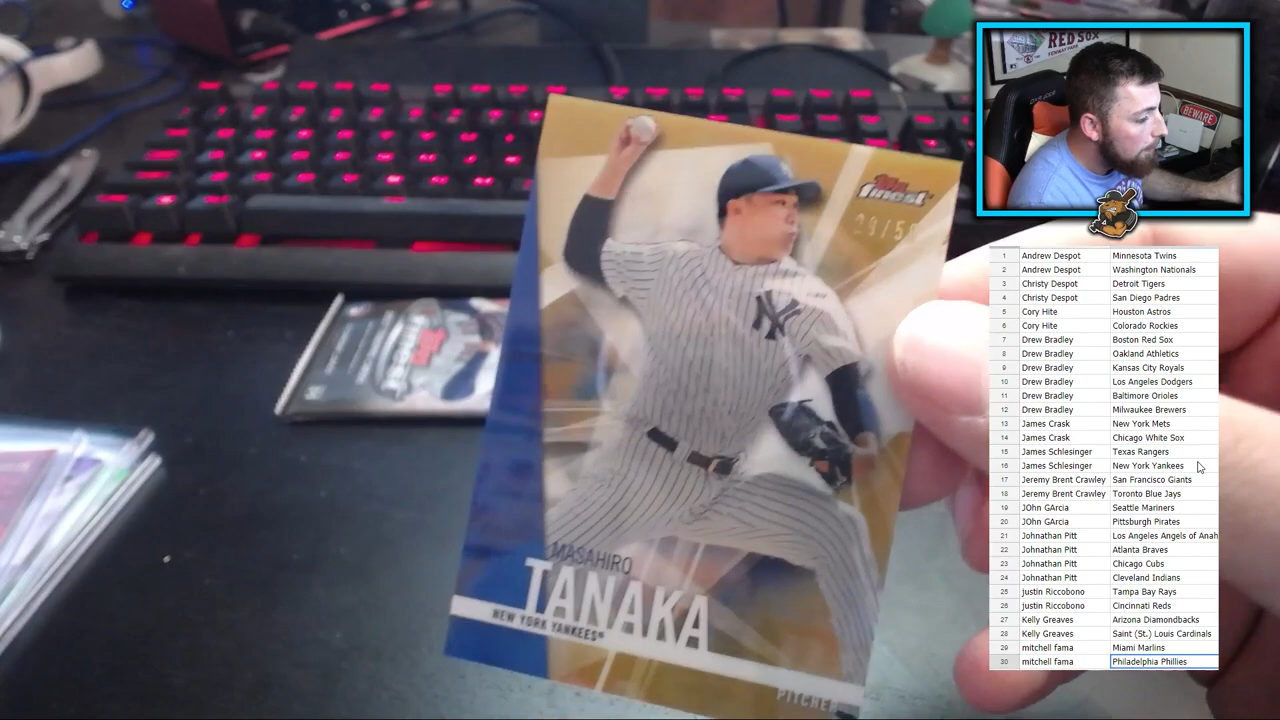 RED SOX
FENWAY PARK
BEWARE
Topps
finest
NY
MASAHIRO
TANAKA
NEW YORK YANKEES
PITCHER
finest
1 Andrew Despot Minnesota Twins
2 Andrew Despot Washington Nationals
3 Christy Despot Detroit Tigers
4 Christy Despot San Diego Padres
5 Cory Hite Houston Astros
6 Cory Hite Colorado Rockies
7 Drew Bradley Boston Red Sox
8 Drew Bradley Oakland Athletics
9 Drew Bradley Kansas City Royals
10 Drew Bradley Los Angeles Dodgers
11 Drew Bradley Baltimore Orioles
12 Drew Bradley Milwaukee Brewers
13 James Crask New York Mets
14 James Crask Chicago White Sox
15 James Schlesinger Texas Rangers
16 James Schlesinger New York Yankees
17 Jeremy Brent Crawley San Francisco Giants
18 Jeremy Brent Crawley Toronto Blue Jays
19 JOhn GArcia Seattle Mariners
20 JOhn GArcia Pittsburgh Pirates
21 Johnathan Pitt Los Angeles Angels of Anah
22 Johnathan Pitt Atlanta Braves
23 Johnathan Pitt Chicago Cubs
24 Johnathan Pitt Cleveland Indians
25 justin Riccobono Tampa Bay Rays
26 justin Riccobono Cincinnati Reds
27 Kelly Greaves Arizona Diamondbacks
28 Kelly Greaves Saint (St.) Louis Cardinals
29 mitchell fama Miami Marlins
30 mitchell fama Philadelphia Phillies